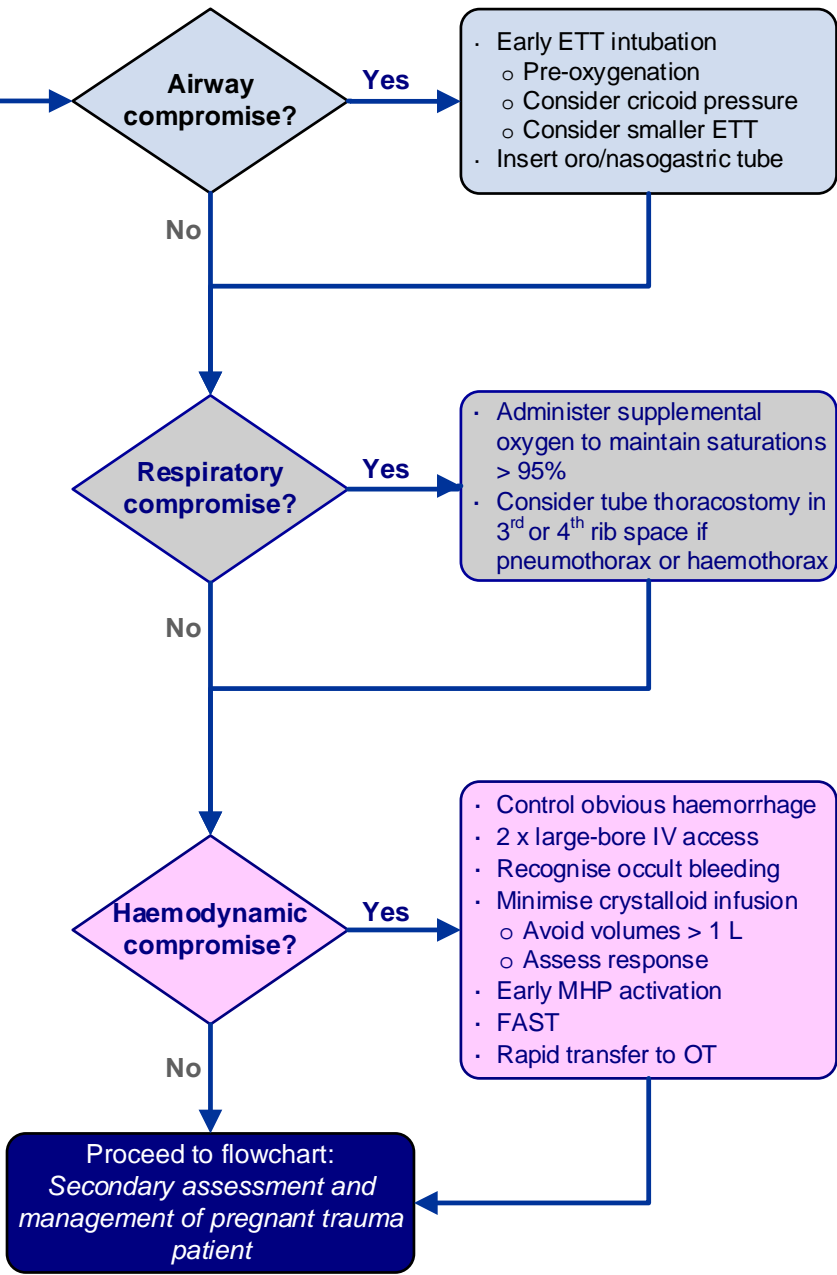 Airway
compromise?
Yes
· Early ETT intubation
o Pre-oxygenation
o Consider cricoid pressure
o Consider smaller ETT
· Insert oro/nasogastric tube
No
Respiratory
compromise?
Yes
· Administer supplemental
oxygen to maintain saturations
> 95%
· Consider tube thoracostomy in
3rd or 4th rib space if
pneumothorax or haemothorax
No
Haemodynamic
compromise?
Yes
· Control obvious haemorrhage
· 2 x large-bore IV access
· Recognise occult bleeding
· Minimise crystalloid infusion
o Avoid volumes > 1 L
o Assess response
· Early MHP activation
· FAST
· Rapid transfer to OT
No
Proceed to flowchart:
Secondary assessment and
management of pregnant trauma
patient